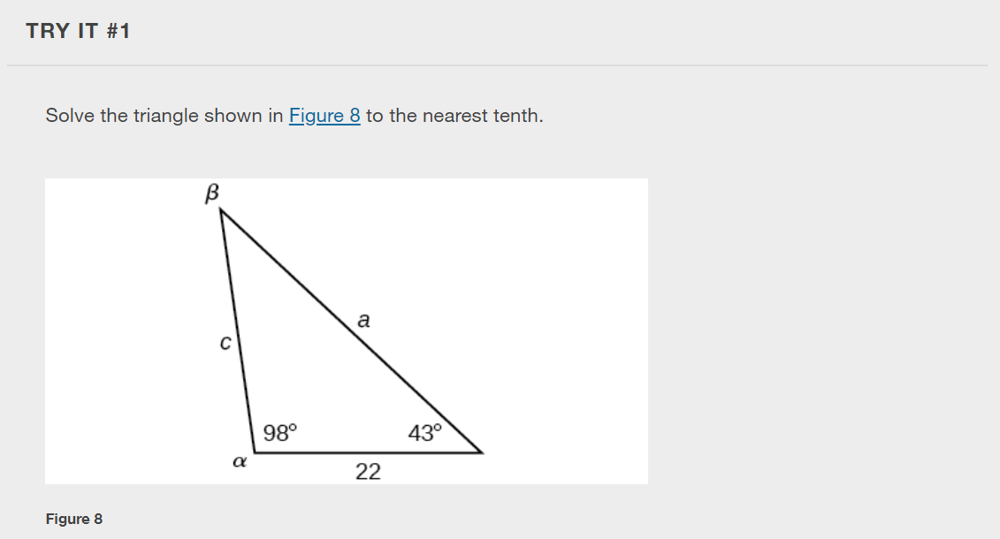 TRY IT #1
Solve the triangle shown in Figure 8 to the nearest tenth.
β
a
c
98°
43°
α
22
Figure 8